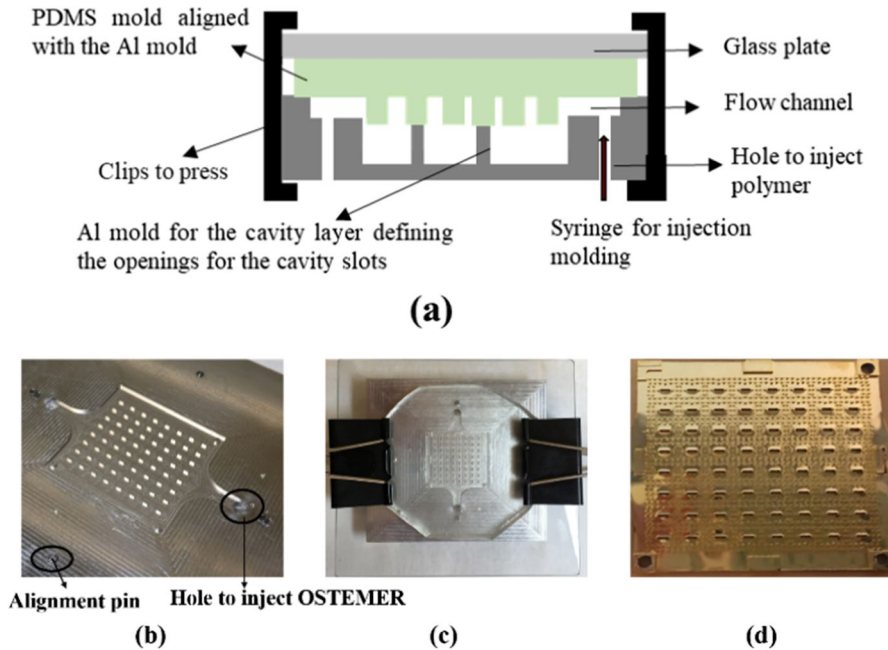 PDMS mold aligned
with the Al mold
Glass plate
Flow channel
Clips to press
Hole to inject
polymer
Al mold for the cavity layer defining
the openings for the cavity slots
Syringe for injection
molding
(a)
Alignment pin
Hole to inject OSTEMER
(b)
(c)
(d)